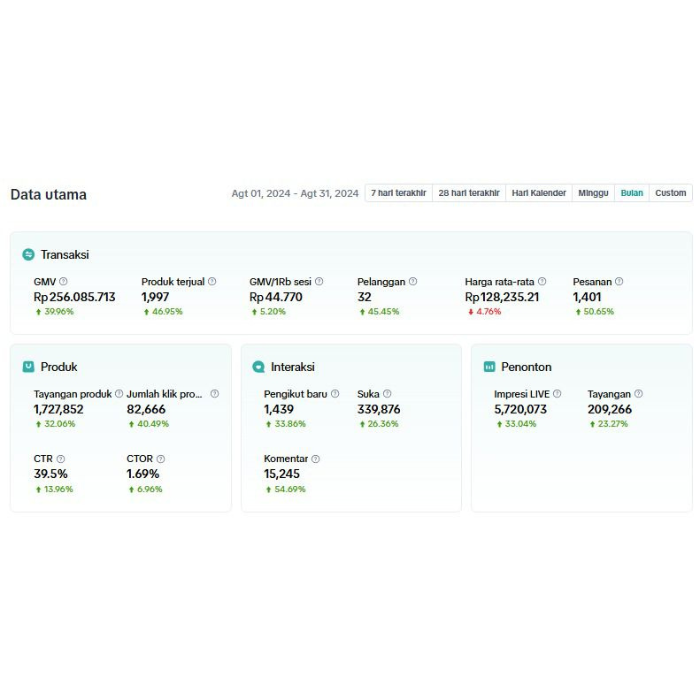 Data utama
Agt 01, 2024 - Agt 31, 2024
7 hari terakhir
28 hari terakhir
Hari Kalender
Minggu
Bulan
Custom
Transaksi
GMV
Produk terjual
GMV/1Rb sesi
Pelanggan
Harga rata-rata
Pesanan
Rp256.085.713
1,997
Rp44.770
32
Rp128,235.21
1,401
39.96%
46.95%
5.20%
45.45%
4.76%
50.65%
Produk
Tayangan produk
Jumlah klik pro...
1,727,852
82,666
32.06%
40.49%
CTR
CTOR
39.5%
1.69%
13.96%
6.96%
Interaksi
Pengikut baru
Suka
1,439
339,876
33.86%
26.36%
Komentar
15,245
54.69%
Penonton
Impresi LIVE
Tayangan
5,720,073
209,266
33.04%
23.27%